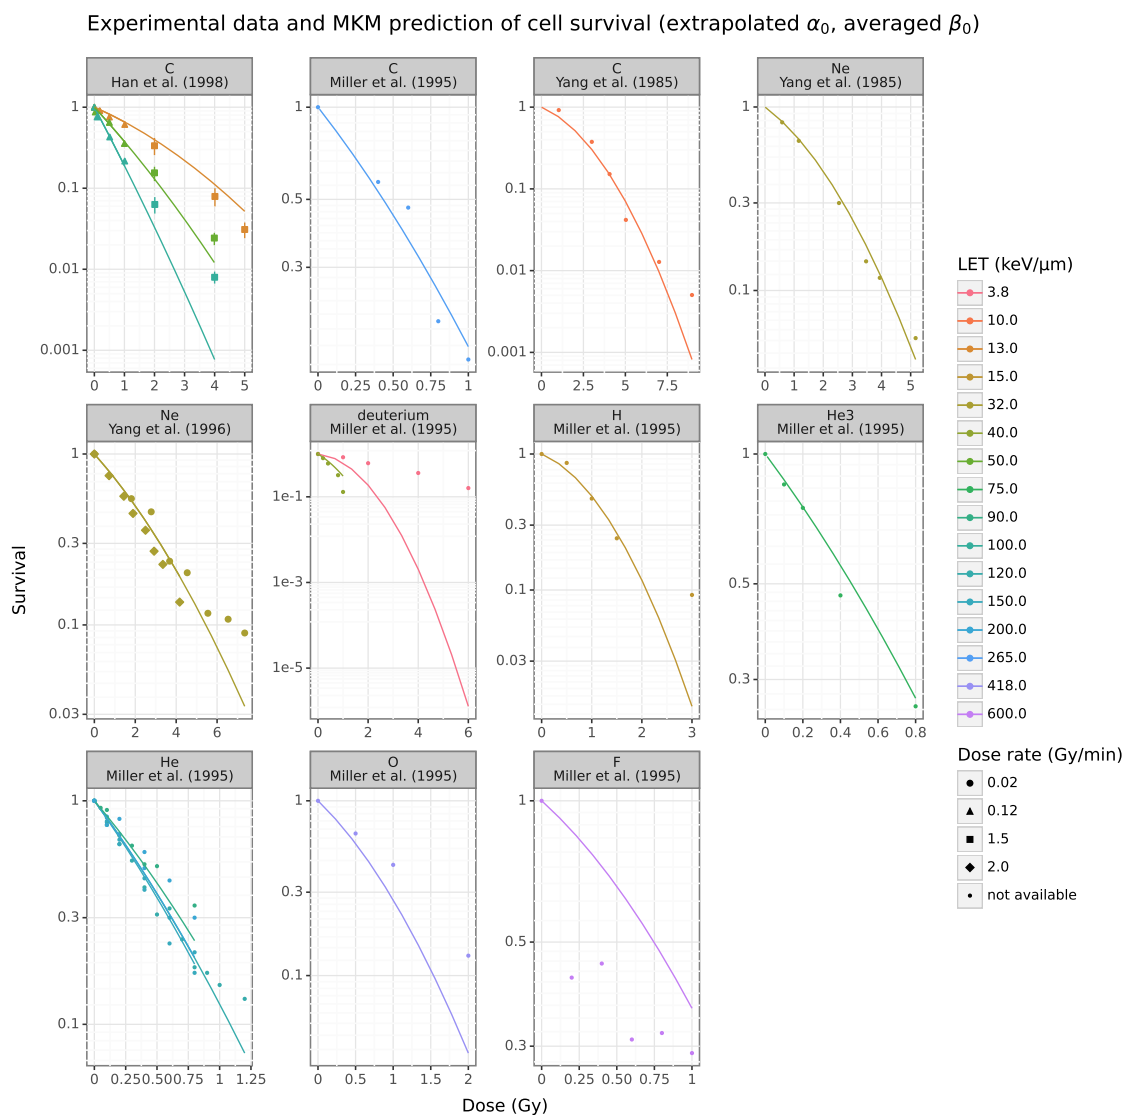 Experimental data and MKM prediction of cell survival (extrapolated α₀, averaged β₀)
C
Han et al. (1998)
C
Miller et al. (1995)
C
Yang et al. (1985)
Ne
Yang et al. (1985)
1
0.1
0.01
0.001
0 1 2 3 4 5
1
0.5
0.3
0 0.25 0.50 0.75 1
1
0.1
0.01
0.001
0 2.5 5 7.5
1
0.3
0.1
0 1 2 3 4 5
Ne
Yang et al. (1996)
deuterium
Miller et al. (1995)
H
Miller et al. (1995)
He3
Miller et al. (1995)
1
0.3
0.1
0.03
0 2 4 6
1e-1
1e-3
1e-5
0 2 4 6
1
0.3
0.1
0.03
0 1 2 3
1
0.5
0.3
0 0.2 0.4 0.6 0.8
He
Miller et al. (1995)
O
Miller et al. (1995)
F
Miller et al. (1995)
1
0.3
0.1
0 0.25 0.50 0.75 1 1.25
1
0.3
0.1
0 0.5 1 1.5 2
1
0.5
0.3
0 0.25 0.50 0.75 1
Survival
Dose (Gy)
LET (keV/μm)
3.8
10.0
13.0
15.0
32.0
40.0
50.0
75.0
90.0
100.0
120.0
150.0
200.0
265.0
418.0
600.0
Dose rate (Gy/min)
0.02
0.12
1.5
2.0
not available